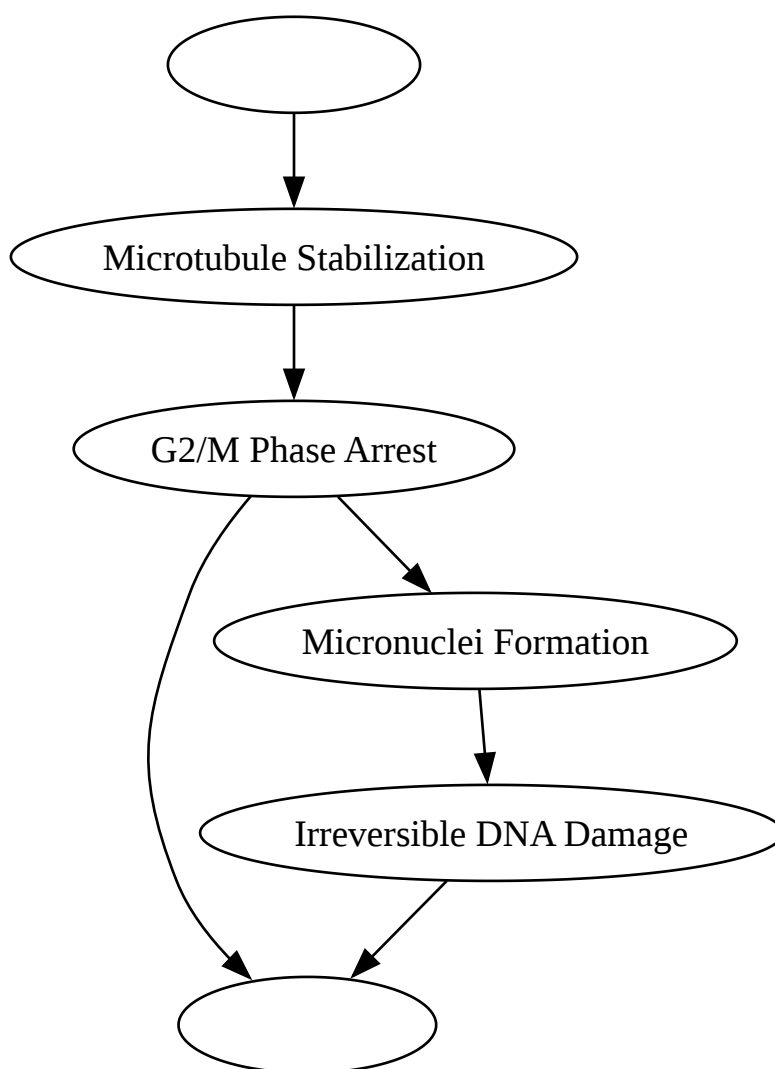 Microtubule Stabilization
G2/M Phase Arrest
Micronuclei Formation
Irreversible DNA Damage